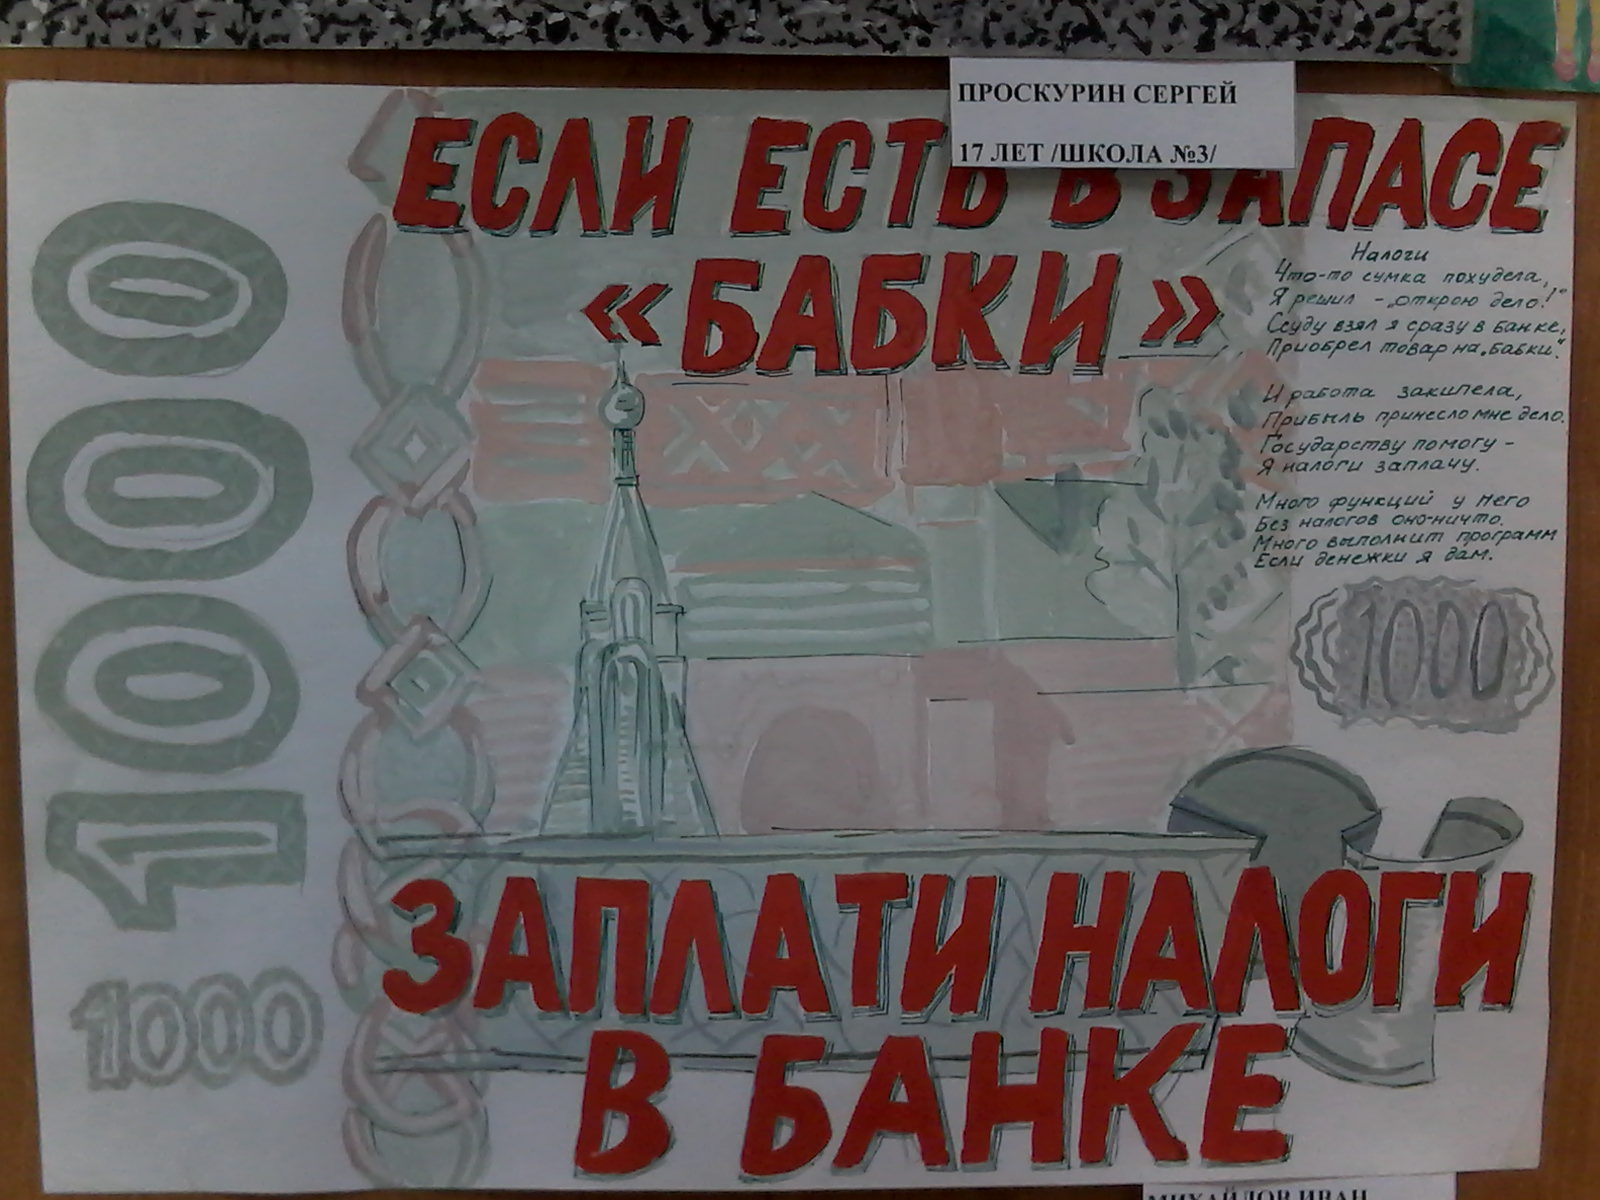 ПРОСКУРИН СЕРГЕЙ
17 ЛЕТ /ШКОЛА №3/
ЕСЛИ ЕСТЬ В ЗАПАСЕ
«БАБКИ»
Налоги
Что-то сумка похудела,
Я решил - „открою дело!"
Ссуду взял я сразу в банке,
Приобрел товар на „бабки".
И работа закипела,
Прибыль принесло мне дело.
Государству помогу -
Я налоги заплачу.
Много функций у него
Без налогов оно-ничто.
Много выполнит программ
Если денежки я дам.
1000
1000
1000
ЗАПЛАТИ НАЛОГИ
В БАНКЕ
МИХАЙЛОВ ИВАН